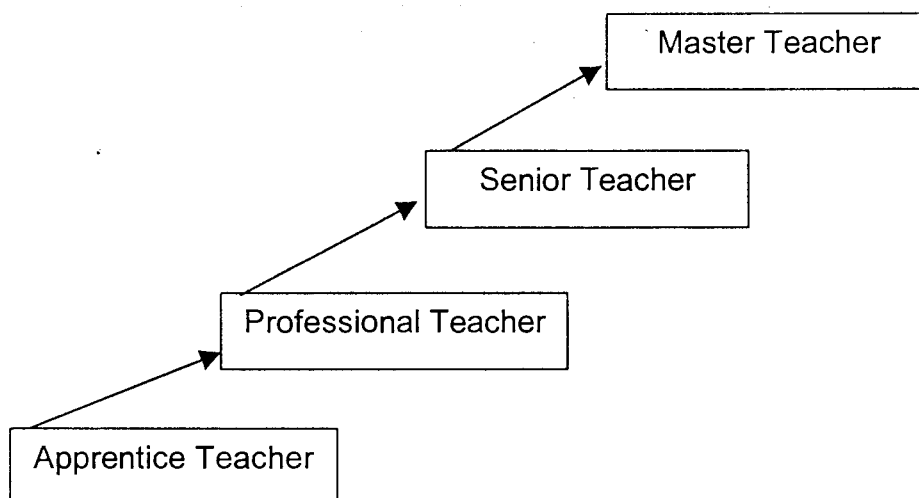 Master Teacher
Senior Teacher
Professional Teacher
Apprentice Teacher